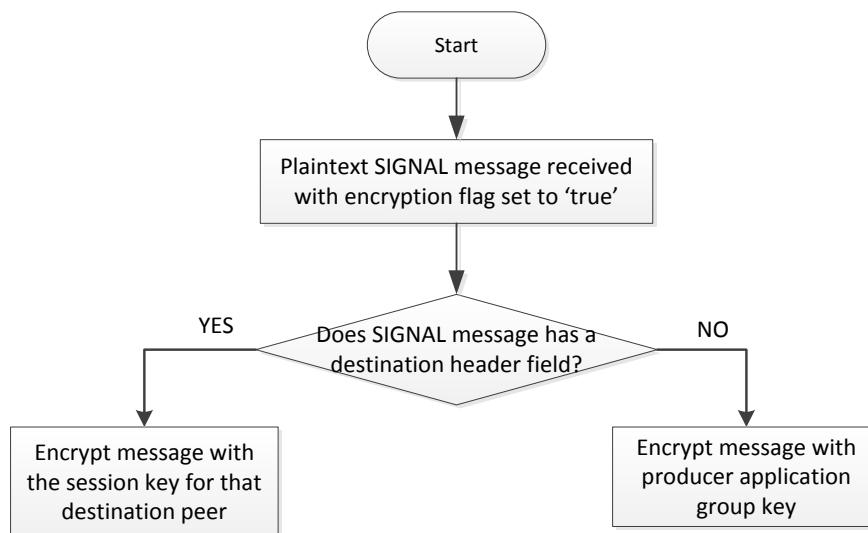 Start
Plaintext SIGNAL message received
with encryption flag set to ‘true’
YES
Does SIGNAL message has a
destination header field?
NO
Encrypt message with
the session key for that
destination peer
Encrypt message with
producer application
group key